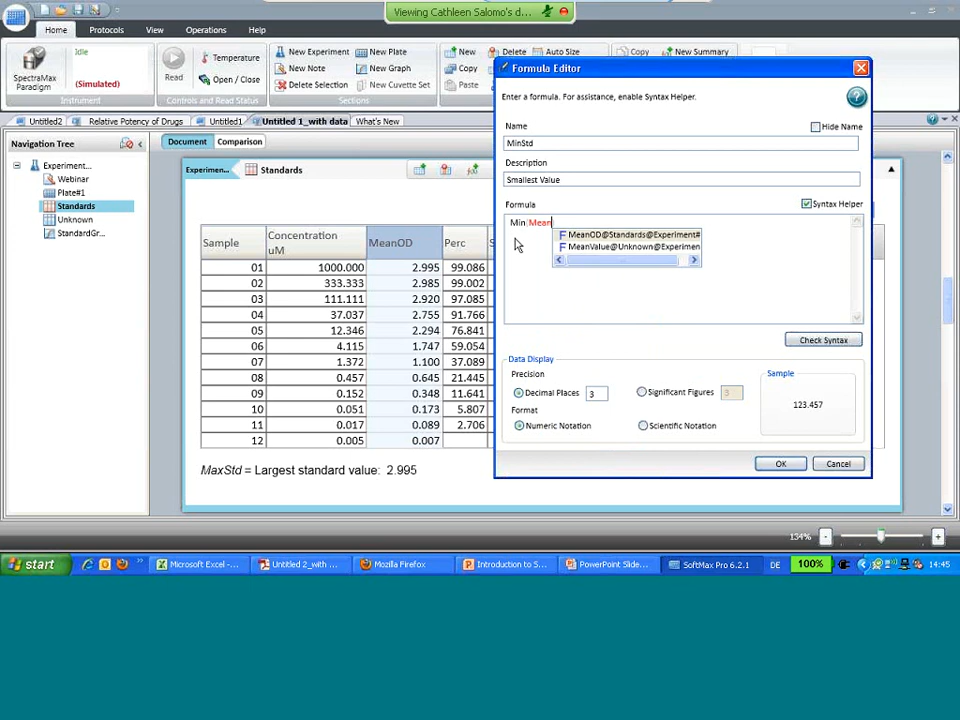 Viewing Cathleen Salomo's d...
Home Protocols View Operations Help
Idle
(Simulated)
SpectraMax Paradigm
Instrument
Read
Temperature
Open / Close
Controls and Read Status
New Experiment New Plate
New Note New Graph
Delete Selection New Cuvette Set
Sections
New Delete Auto Size
Copy
Paste
Copy New Summary
Untitled2 Relative Potency of Drugs Untitled1 Untitled 1_with data What's New
Navigation Tree
Experiment...
Webinar
Plate#1
Standards
Unknown
StandardGr...
Document Comparison
Experimen... Standards
Sample Concentration uM MeanOD Perc S
01 1000.000 2.995 99.086
02 333.333 2.985 99.002
03 111.111 2.920 97.085
04 37.037 2.755 91.766
05 12.346 2.294 76.841
06 4.115 1.747 59.054
07 1.372 1.100 37.089
08 0.457 0.645 21.445
09 0.152 0.348 11.641
10 0.051 0.173 5.807
11 0.017 0.089 2.706
12 0.005 0.007
MaxStd = Largest standard value: 2.995
Formula Editor
Enter a formula. For assistance, enable Syntax Helper.
Name
Hide Name
MinStd
Description
Smallest Value
Formula
Syntax Helper
Min(Mean
F MeanOD@Standards@Experiment#
F MeanValue@Unknown@Experimen
Check Syntax
Data Display
Precision
Decimal Places 3 Significant Figures 3
Format
Numeric Notation Scientific Notation
Sample
123.457
OK Cancel
134% - +
start Microsoft Excel -... Untitled 2_with ... Mozilla Firefox Introduction to S... PowerPoint Slide... SoftMax Pro 6.2.1 DE 100% 14:45